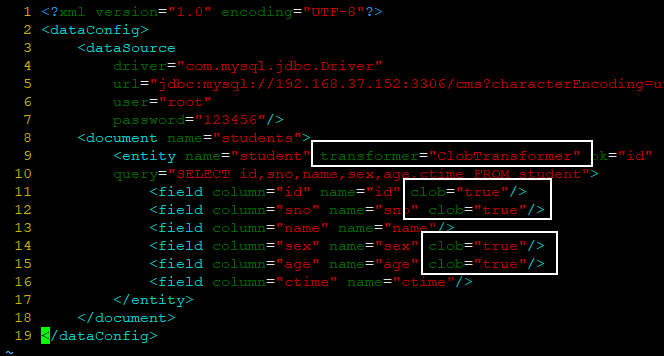 1 <?xml version="1.0" encoding="UTF-8"?>
2 <dataConfig>
3 <dataSource
4 driver="com.mysql.jdbc.Driver"
5 url="jdbc:mysql://192.168.37.152:3306/cms?characterEncoding=u
6 user="root"
7 password="123456"/>
8 <document name="students">
9 <entity name="student" transformer="ClobTransformer" pk="id"
10 query="SELECT id,sno,name,sex,age,ctime FROM student">
11 <field column="id" name="id" clob="true"/>
12 <field column="sno" name="sno" clob="true"/>
13 <field column="name" name="name"/>
14 <field column="sex" name="sex" clob="true"/>
15 <field column="age" name="age" clob="true"/>
16 <field column="ctime" name="ctime"/>
17 </entity>
18 </document>
19 </dataConfig>
~